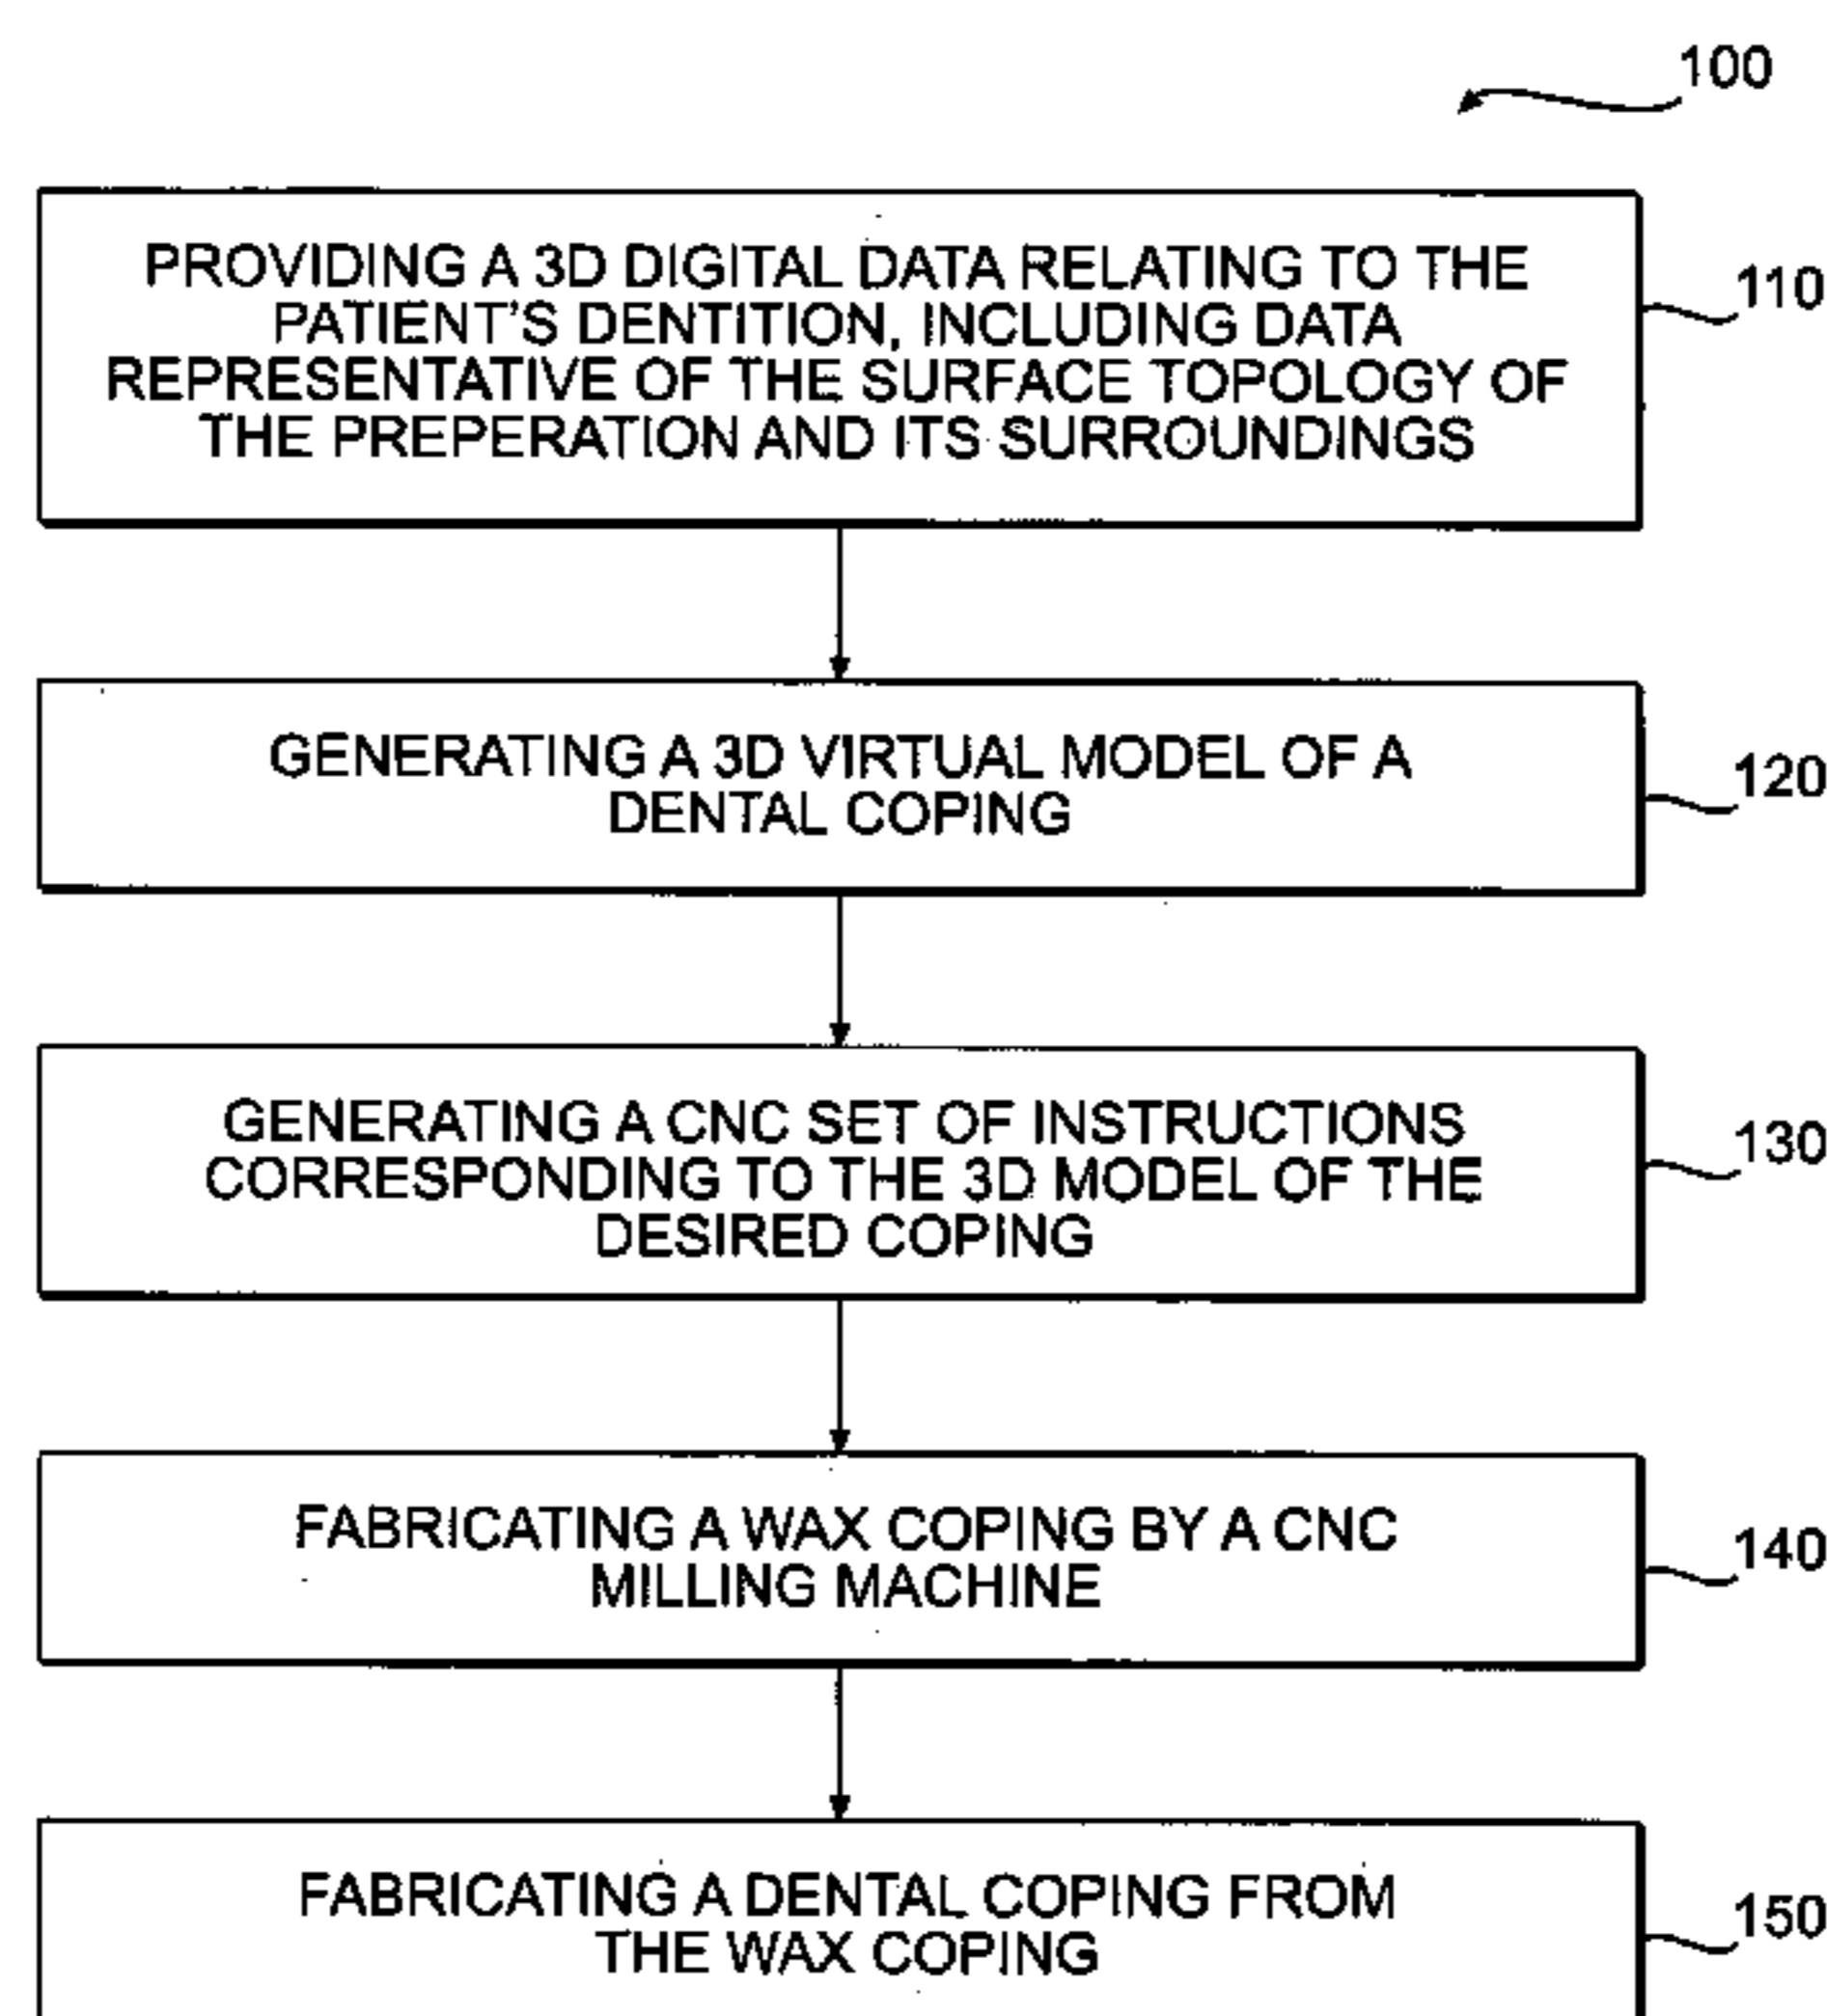 100
PROVIDING A 3D DIGITAL DATA RELATING TO THE
PATIENT'S DENTITION, INCLUDING DATA
REPRESENTATIVE OF THE SURFACE TOPOLOGY OF
THE PREPERATION AND ITS SURROUNDINGS
110
GENERATING A 3D VIRTUAL MODEL OF A
DENTAL COPING
120
GENERATING A CNC SET OF INSTRUCTIONS
CORRESPONDING TO THE 3D MODEL OF THE
DESIRED COPING
130
FABRICATING A WAX COPING BY A CNC
MILLING MACHINE
140
FABRICATING A DENTAL COPING FROM
THE WAX COPING
150